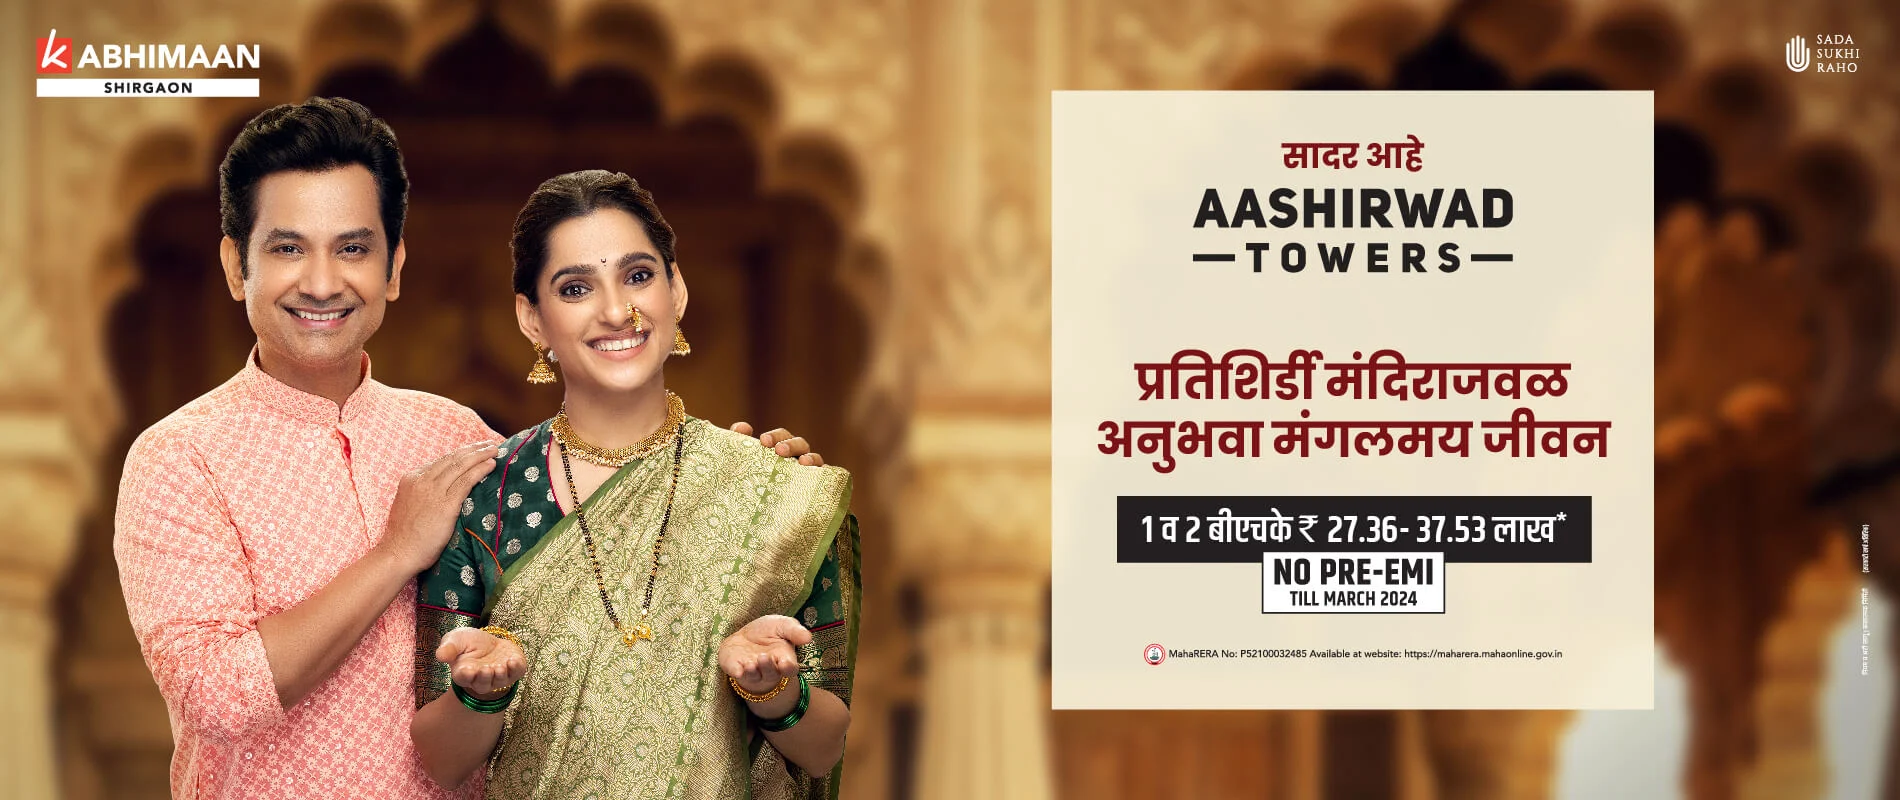 k ABHIMAAN
SHIRGAON
SADA
SUKHI
RAHO
सादर आहे
AASHIRWAD
TOWERS
प्रतिशिर्डी मंदिराजवळ
अनुभवा मंगलमय जीवन
1 व 2 बीएचके ₹ 27.36- 37.53 लाख*
NO PRE-EMI
TILL MARCH 2024
MahaRERA No: P52100032485 Available at website: https://maharera.mahaonline.gov.in